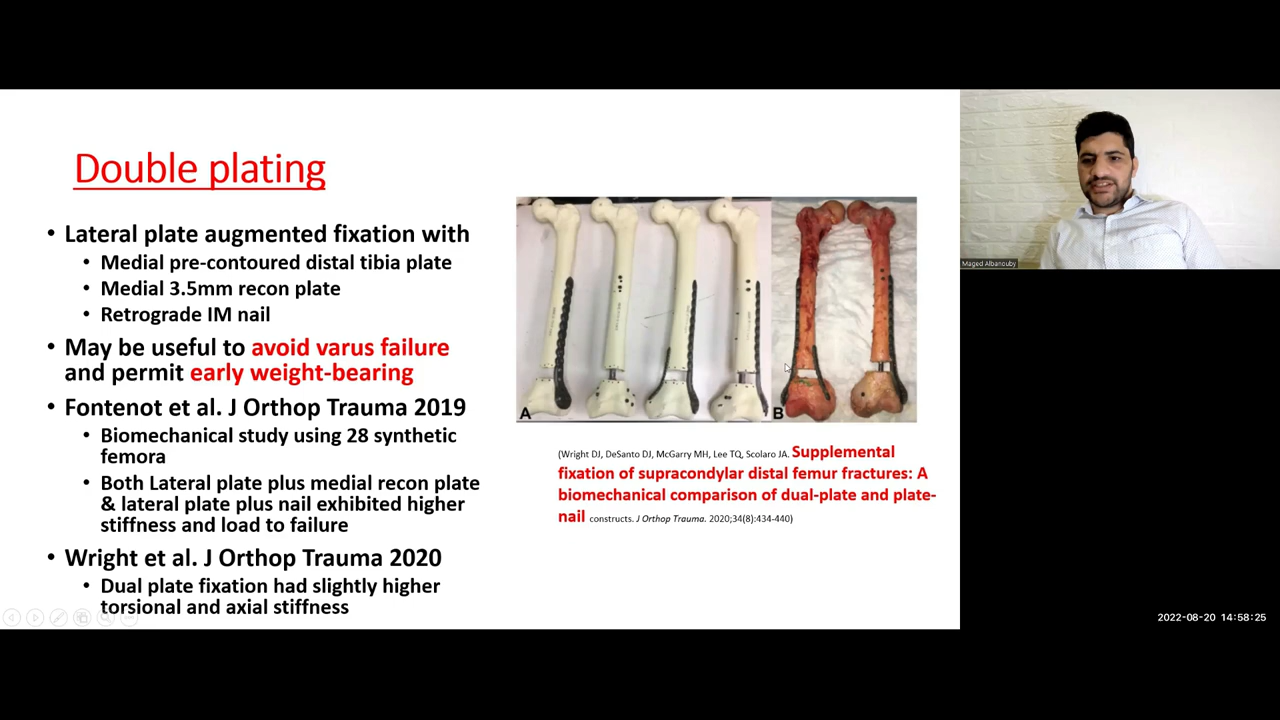 Double plating
• Lateral plate augmented fixation with
• Medial pre-contoured distal tibia plate
• Medial 3.5mm recon plate
• Retrograde IM nail
• May be useful to avoid varus failure
and permit early weight-bearing
• Fontenot et al. J Orthop Trauma 2019
• Biomechanical study using 28 synthetic
femora
• Both Lateral plate plus medial recon plate
& lateral plate plus nail exhibited higher
stiffness and load to failure
• Wright et al. J Orthop Trauma 2020
• Dual plate fixation had slightly higher
torsional and axial stiffness
A
B
(Wright DJ, DeSanto DJ, McGarry MH, Lee TQ, Scolaro JA. Supplemental
fixation of supracondylar distal femur fractures: A
biomechanical comparison of dual-plate and plate-
nail constructs. J Orthop Trauma. 2020;34(8):434-440)
Maged Albanouby
2022-08-20 14:58:25